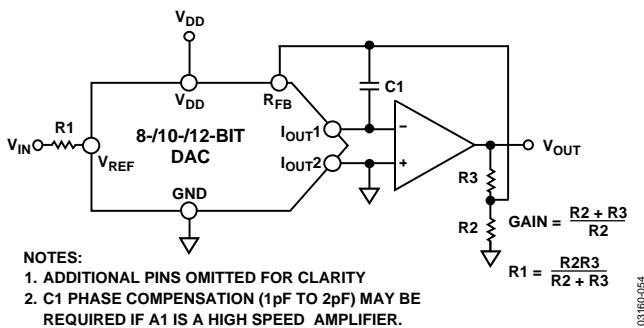 VDD
VDD
RFB
C1
IOUT1
VIN
R1
VREF
8-/10-/12-BIT
DAC
IOUT2
GND
−
+
VOUT
R3
R2
GAIN = R2 + R3
R2
R1 = R2R3
R2 + R3
NOTES:
1. ADDITIONAL PINS OMITTED FOR CLARITY
2. C1 PHASE COMPENSATION (1pF TO 2pF) MAY BE
REQUIRED IF A1 IS A HIGH SPEED AMPLIFIER.
03160-054